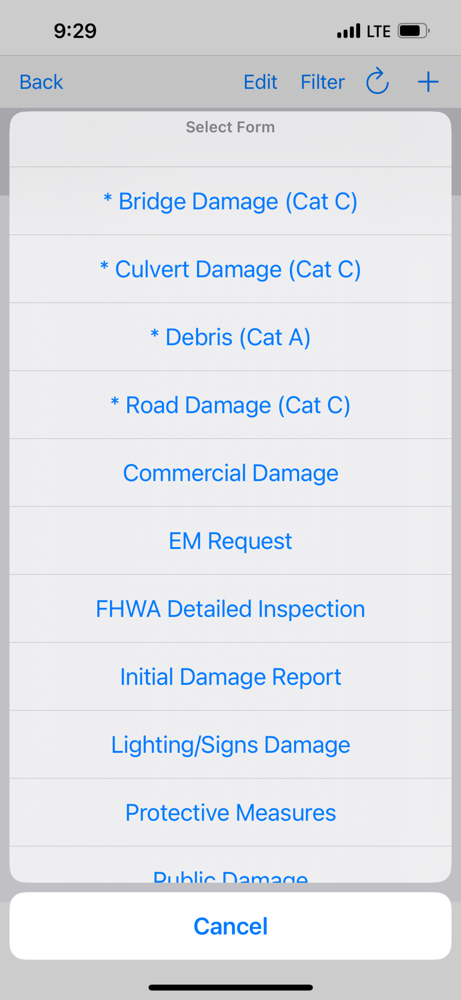 9:29
LTE
Back
Edit
Filter
Select Form
* Bridge Damage (Cat C)
* Culvert Damage (Cat C)
* Debris (Cat A)
* Road Damage (Cat C)
Commercial Damage
EM Request
FHWA Detailed Inspection
Initial Damage Report
Lighting/Signs Damage
Protective Measures
Public Damage
Cancel